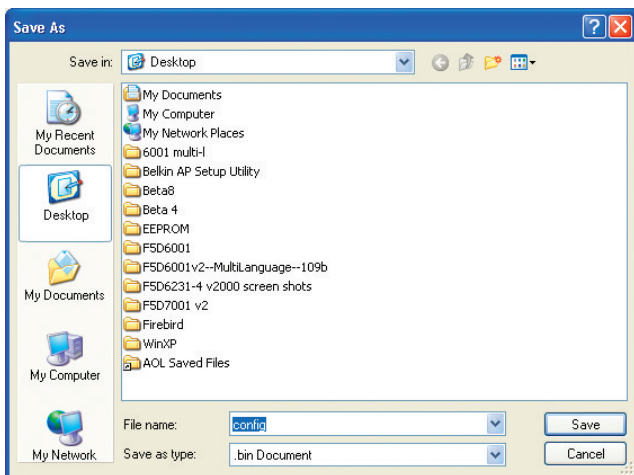 Save As
Save in:
Desktop
My Recent
Documents
Desktop
My Documents
My Computer
My Network
My Documents
My Computer
My Network Places
6001 multi-l
Belkin AP Setup Utility
Beta8
Beta 4
EEPROM
F5D6001
F5D6001v2--MultiLanguage--109b
F5D6231-4 v2000 screen shots
F5D7001 v2
Firebird
WinXP
AOL Saved Files
File name:
config
Save
Save as type:
.bin Document
Cancel